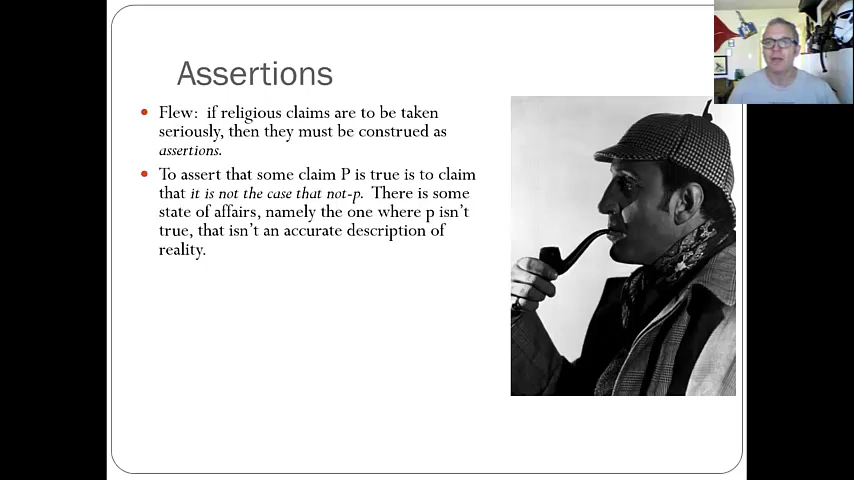 Assertions
Flew: if religious claims are to be taken
seriously, then they must be construed as
assertions.
To assert that some claim P is true is to claim
that it is not the case that not-p. There is some
state of affairs, namely the one where p isn't
true, that isn't an accurate description of
reality.